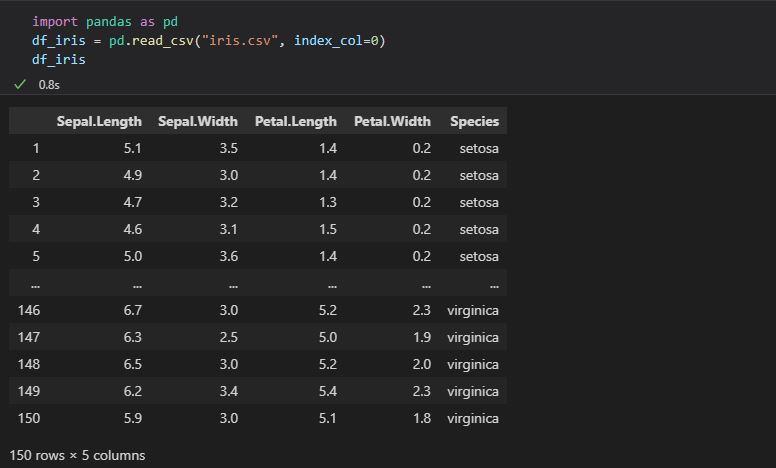 import pandas as pd
df_iris = pd.read_csv("iris.csv", index_col=0)
df_iris
✓ 0.8s
Sepal.Length Sepal.Width Petal.Length Petal.Width Species
1 5.1 3.5 1.4 0.2 setosa
2 4.9 3.0 1.4 0.2 setosa
3 4.7 3.2 1.3 0.2 setosa
4 4.6 3.1 1.5 0.2 setosa
5 5.0 3.6 1.4 0.2 setosa
... ... ... ... ... ...
146 6.7 3.0 5.2 2.3 virginica
147 6.3 2.5 5.0 1.9 virginica
148 6.5 3.0 5.2 2.0 virginica
149 6.2 3.4 5.4 2.3 virginica
150 5.9 3.0 5.1 1.8 virginica
150 rows × 5 columns